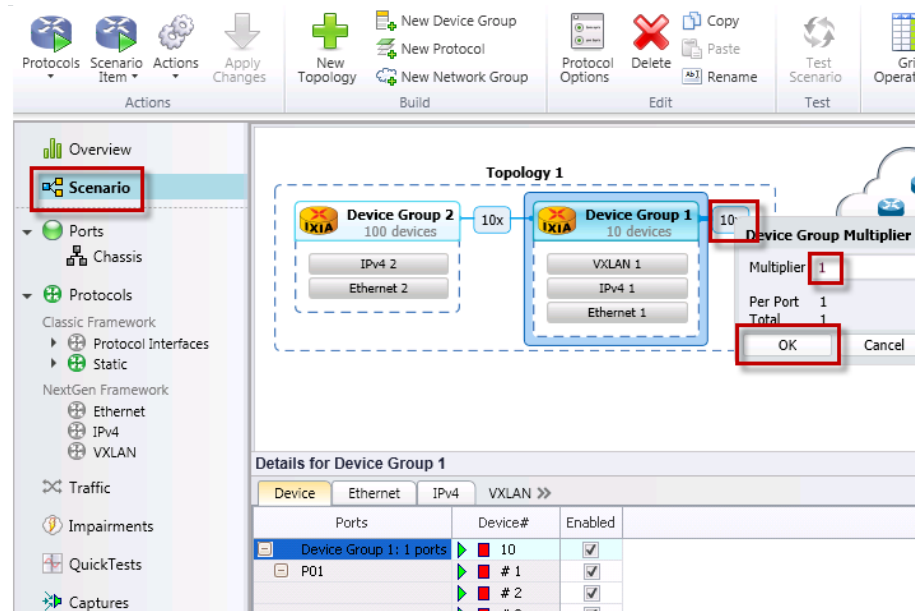 Protocols
Scenario Item
Actions
Apply Changes
Actions
New Topology
New Device Group
New Protocol
New Network Group
Build
Protocol Options
Delete
Copy
Paste
Rename
Edit
Test Scenario
Test
Gri
Operat
Overview
Scenario
Ports
Chassis
Protocols
Classic Framework
Protocol Interfaces
Static
NextGen Framework
Ethernet
IPv4
VXLAN
Traffic
Impairments
QuickTests
Captures
Topology 1
IXIA
Device Group 2
100 devices
IPv4 2
Ethernet 2
10x
IXIA
Device Group 1
10 devices
VXLAN 1
IPv4 1
Ethernet 1
10
Device Group Multiplier
Multiplier 1
Per Port 1
Total 1
OK Cancel
Details for Device Group 1
Device Ethernet IPv4 VXLAN >>
Ports Device# Enabled
Device Group 1: 1 ports 10
P01 # 1
# 2